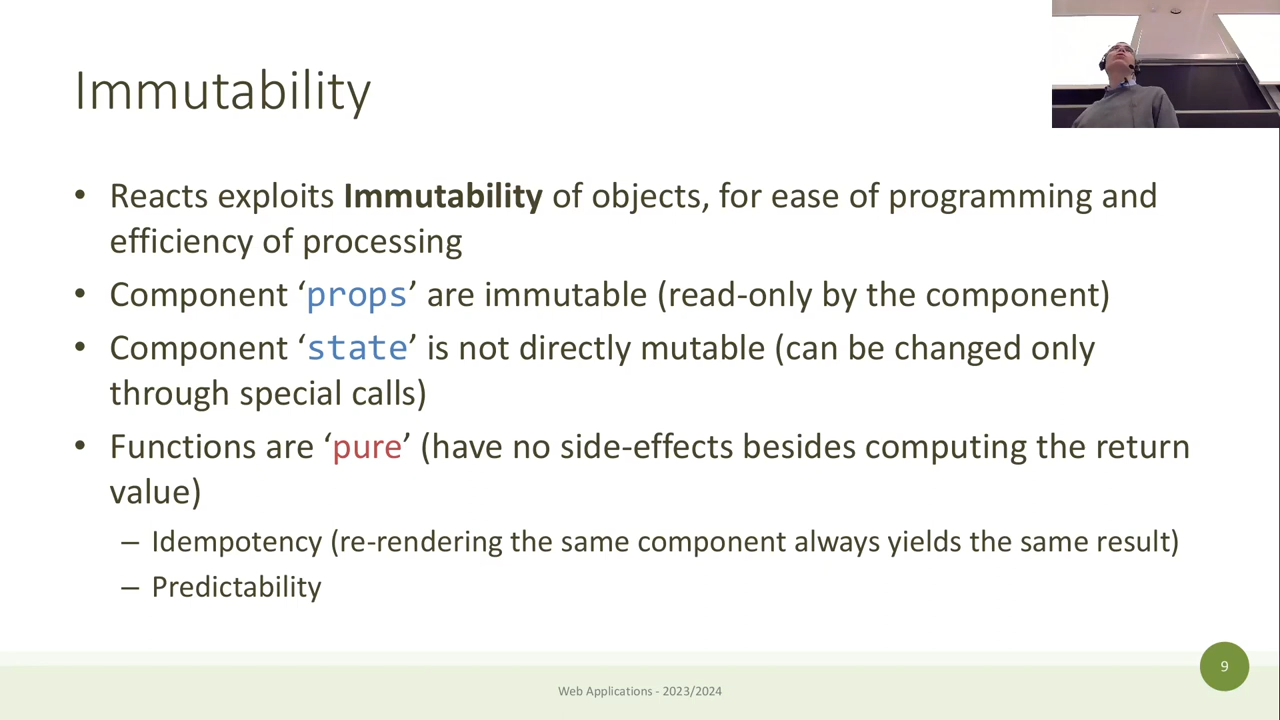 Immutability
• Reacts exploits Immutability of objects, for ease of programming and
efficiency of processing
• Component ‘props’ are immutable (read-only by the component)
• Component ‘state’ is not directly mutable (can be changed only
through special calls)
• Functions are ‘pure’ (have no side-effects besides computing the return
value)
– Idempotency (re-rendering the same component always yields the same result)
– Predictability
9
Web Applications - 2023/2024